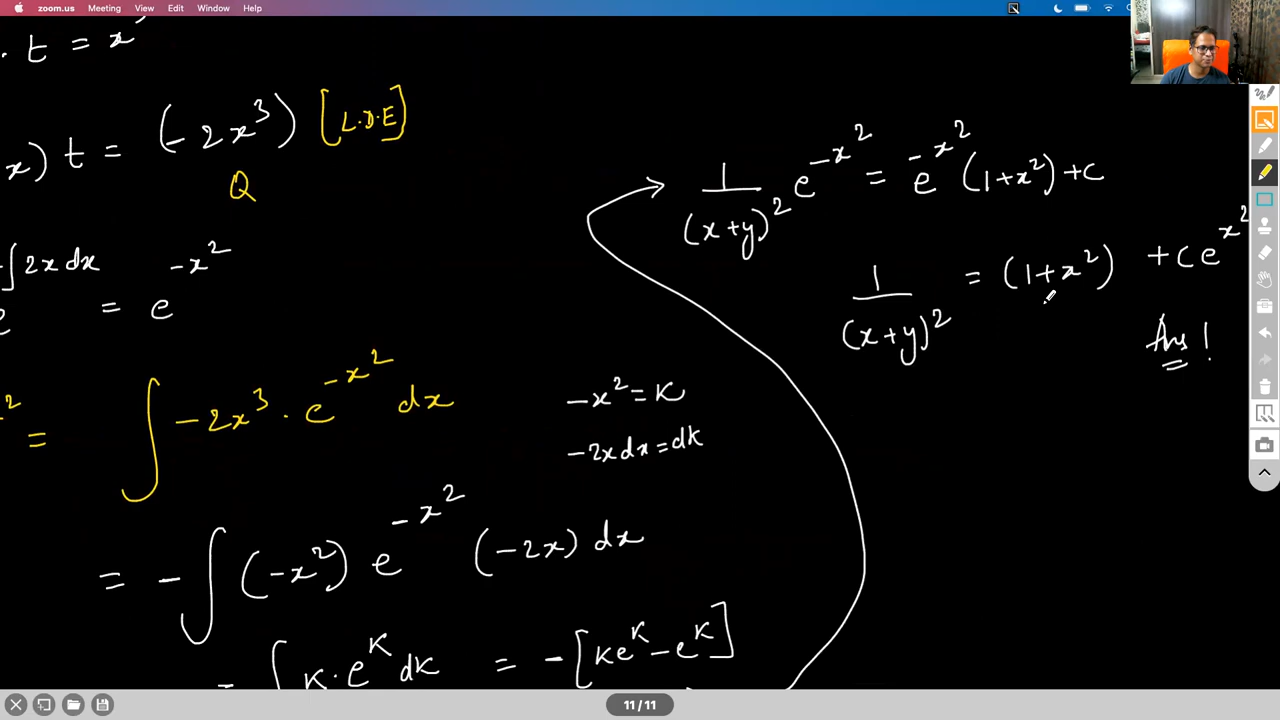 zoom.us Meeting View Edit Window Help
. t = x³
x) t = (-2x³) [L.D.E]
Q
∫2x dx
e = e^{-x²}
² = ∫ -2x³ · e^{-x²} dx
-x² = K
-2x dx = dK
= - ∫ (-x²) e^{-x²} (-2x) dx
∫ K · e^K dK = - [Ke^K - e^K]
1/(x+y)² e^{-x²} = e^{-x²} (1+x²) + C
1/(x+y)² = (1+x²) + C e^{x²}
Ans!
11 / 11